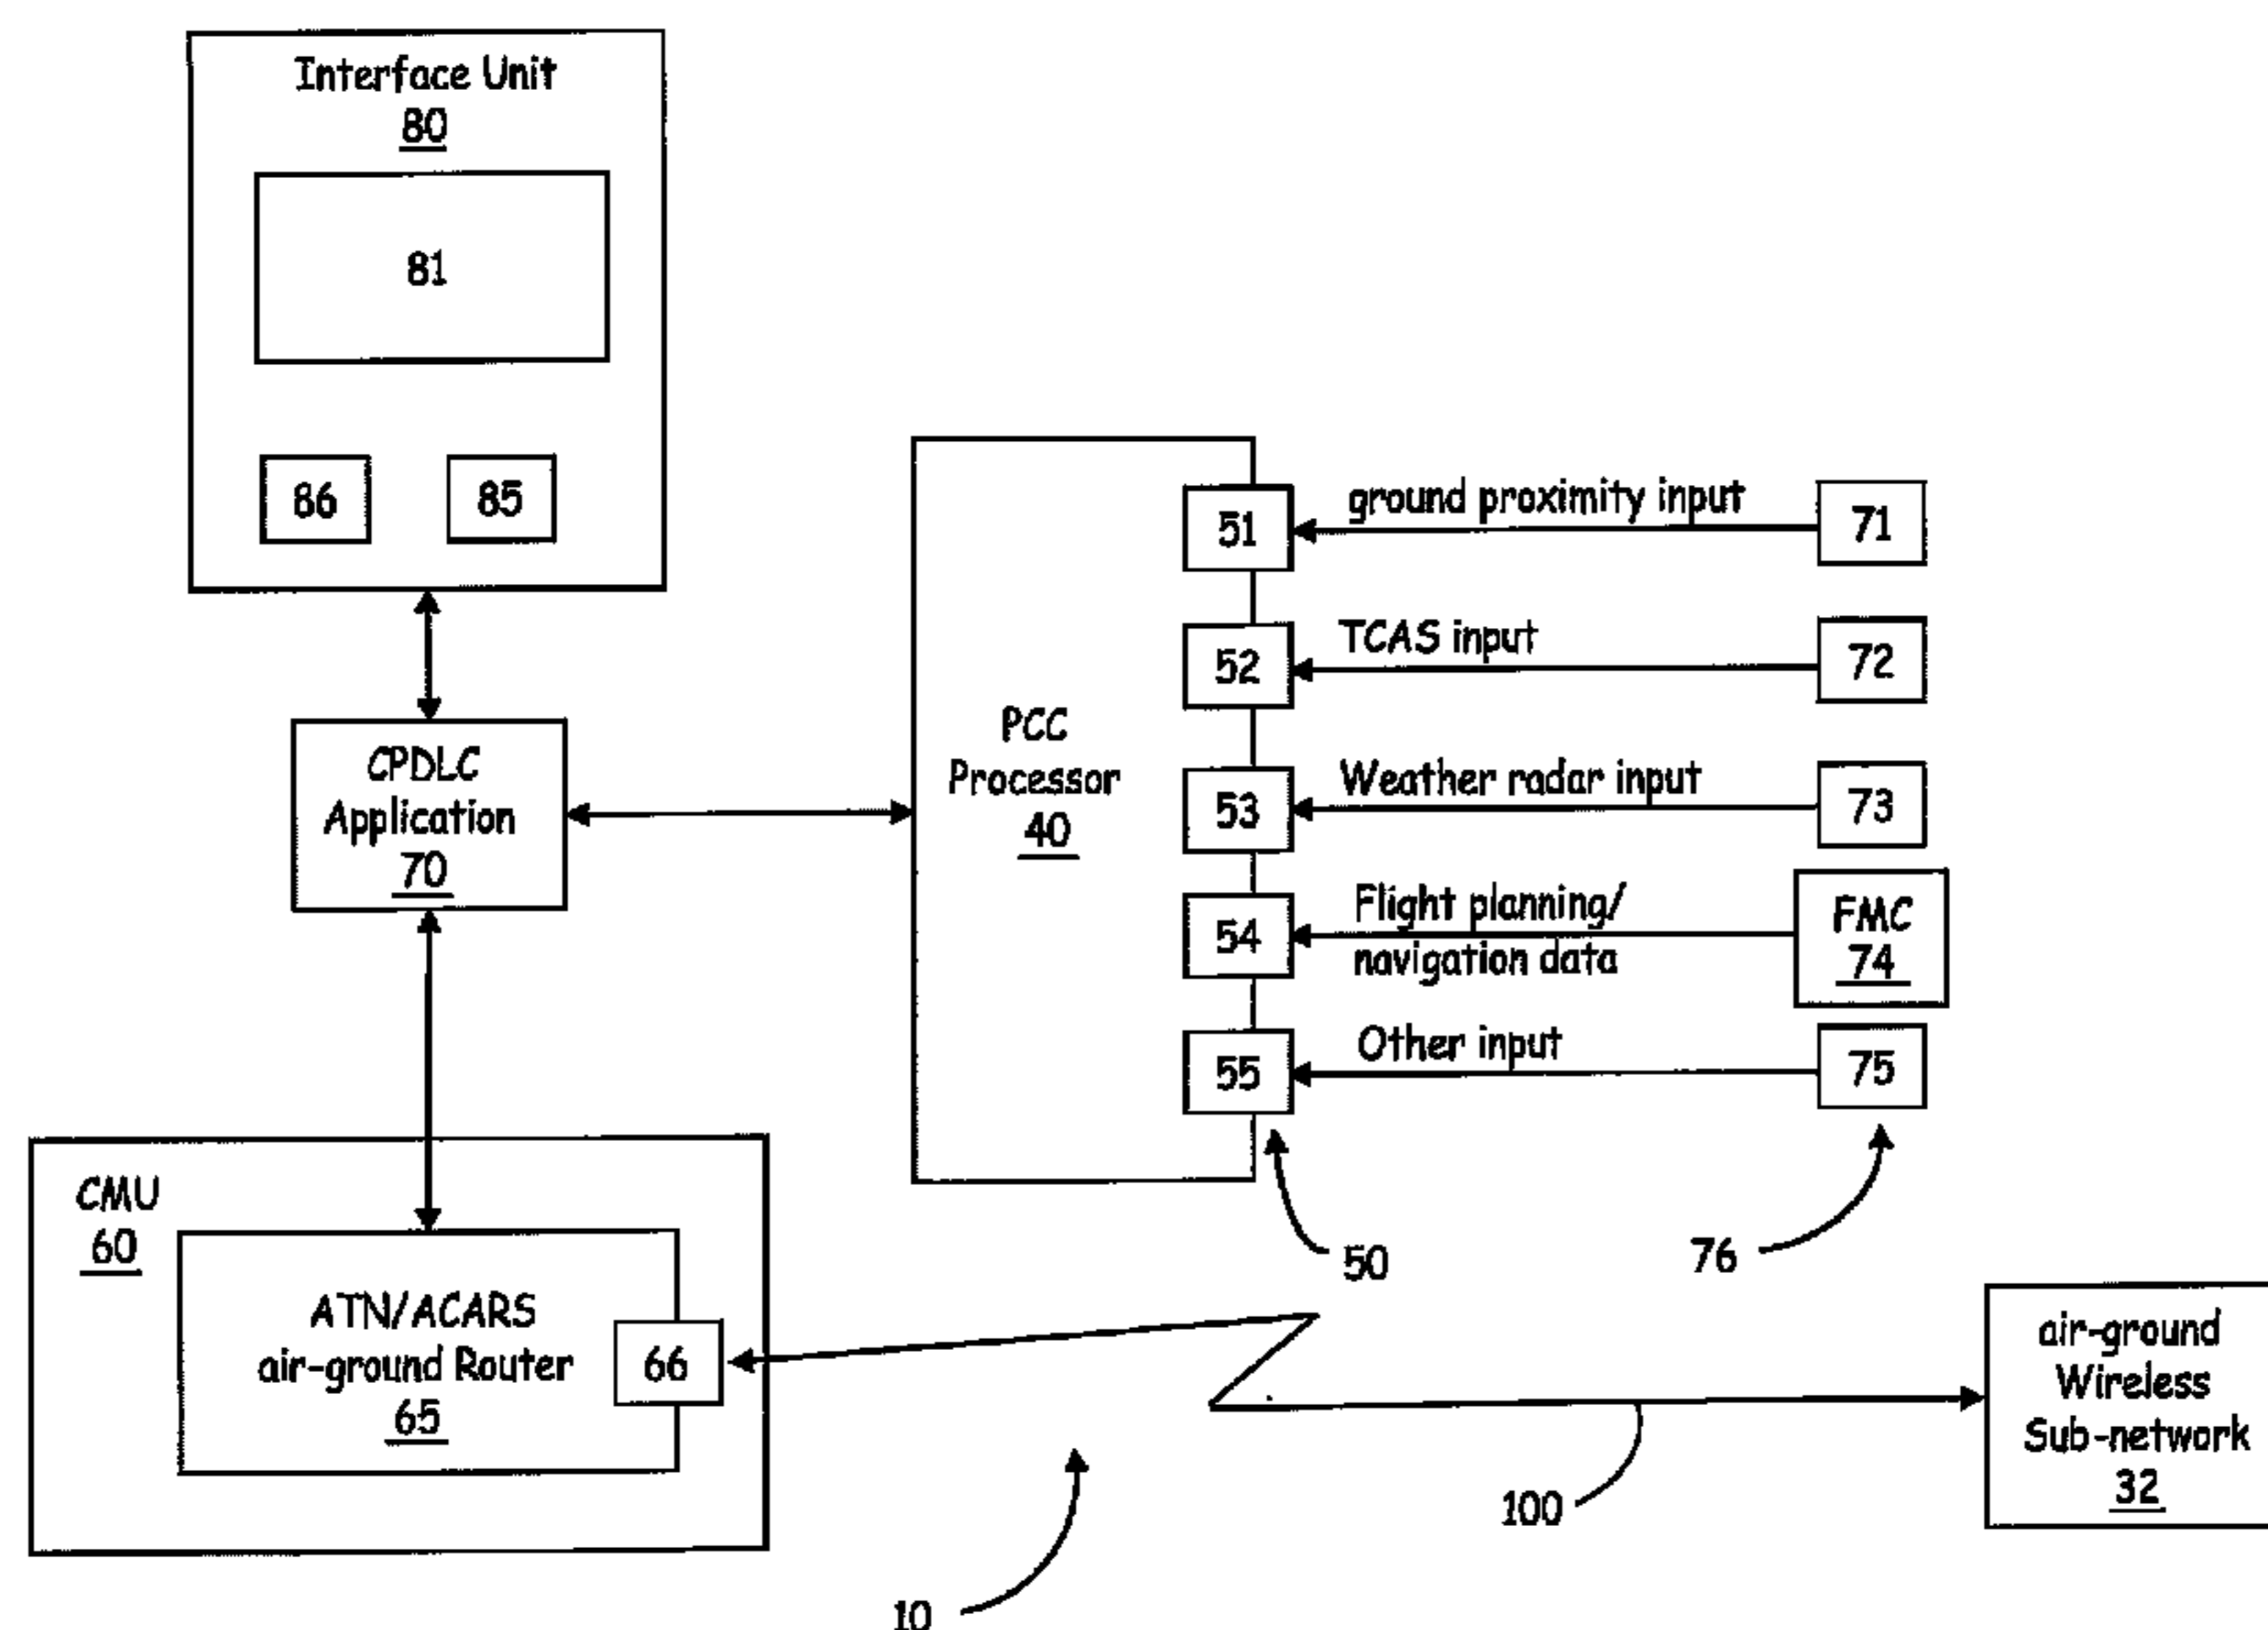 Interface Unit
80
81
86
85
CPDLC
Application
70
PCC
Processor
40
51
52
53
54
55
ground proximity input
TCAS input
Weather radar input
Flight planning/
navigation data
Other input
71
72
73
FMC
74
75
50
76
CMU
60
ATN/ACARS
air-ground Router
65
66
100
10
air-ground
Wireless
Sub-network
32